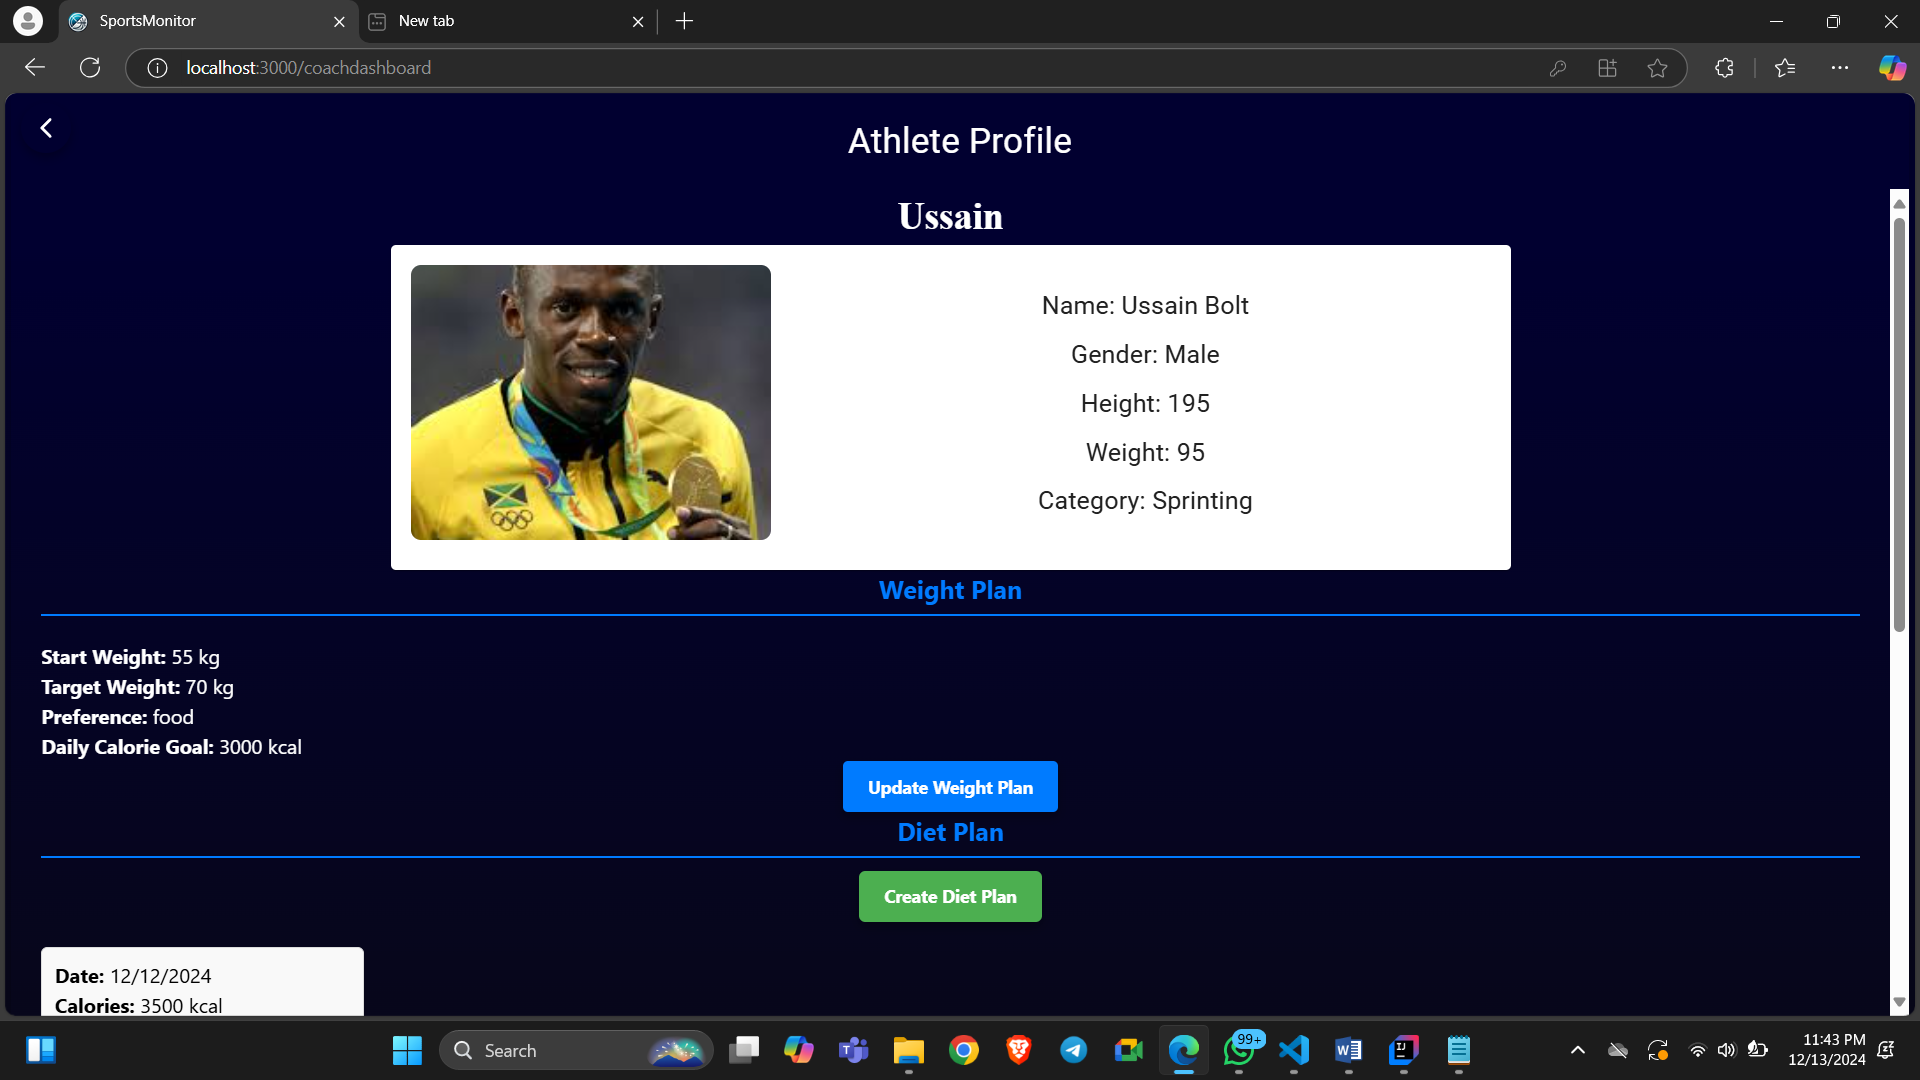 SportsMonitor
New tab
localhost:3000/coachdashboard
Athlete Profile
Ussain
Name: Ussain Bolt
Gender: Male
Height: 195
Weight: 95
Category: Sprinting
Weight Plan
Start Weight: 55 kg
Target Weight: 70 kg
Preference: food
Daily Calorie Goal: 3000 kcal
Update Weight Plan
Diet Plan
Create Diet Plan
Date: 12/12/2024
Calories: 3500 kcal
Search
99+
11:43 PM
12/13/2024